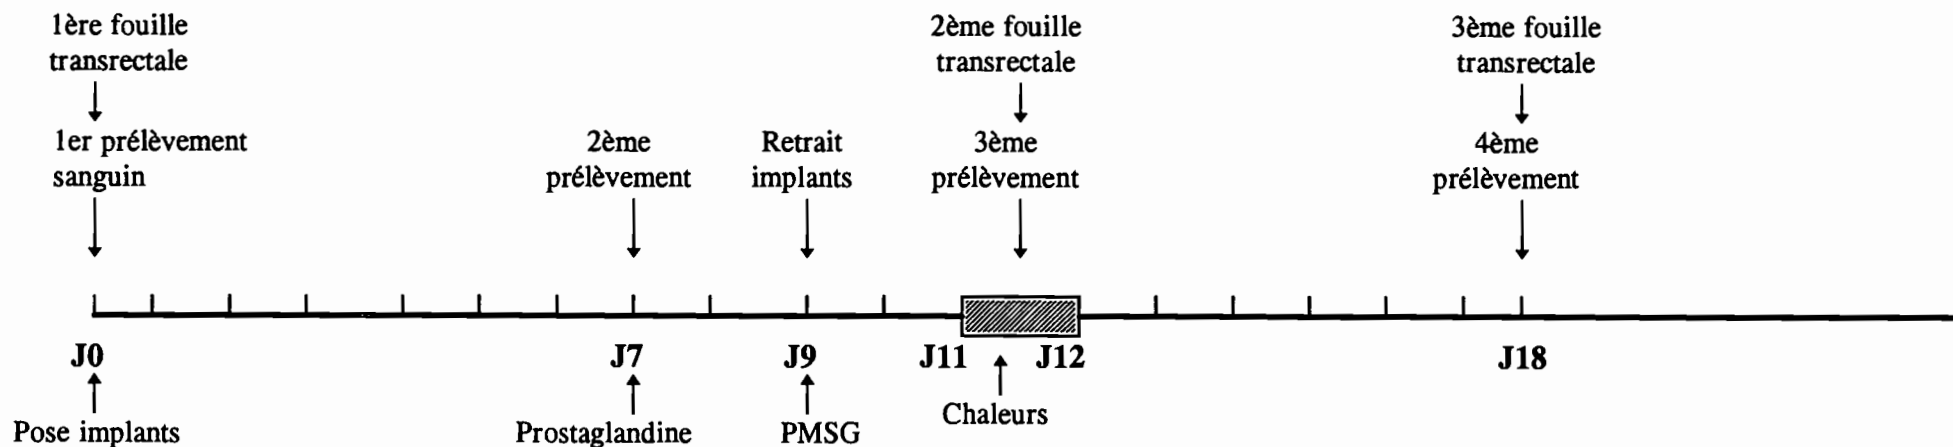 1ère fouille
transrectale
2ème fouille
transrectale
3ème fouille
transrectale
1er prélèvement
sanguin
2ème
prélèvement
Retrait
implants
3ème
prélèvement
4ème
prélèvement
J0
J7
J9
J11
J12
J18
Pose implants
Prostaglandine
PMSG
Chaleurs